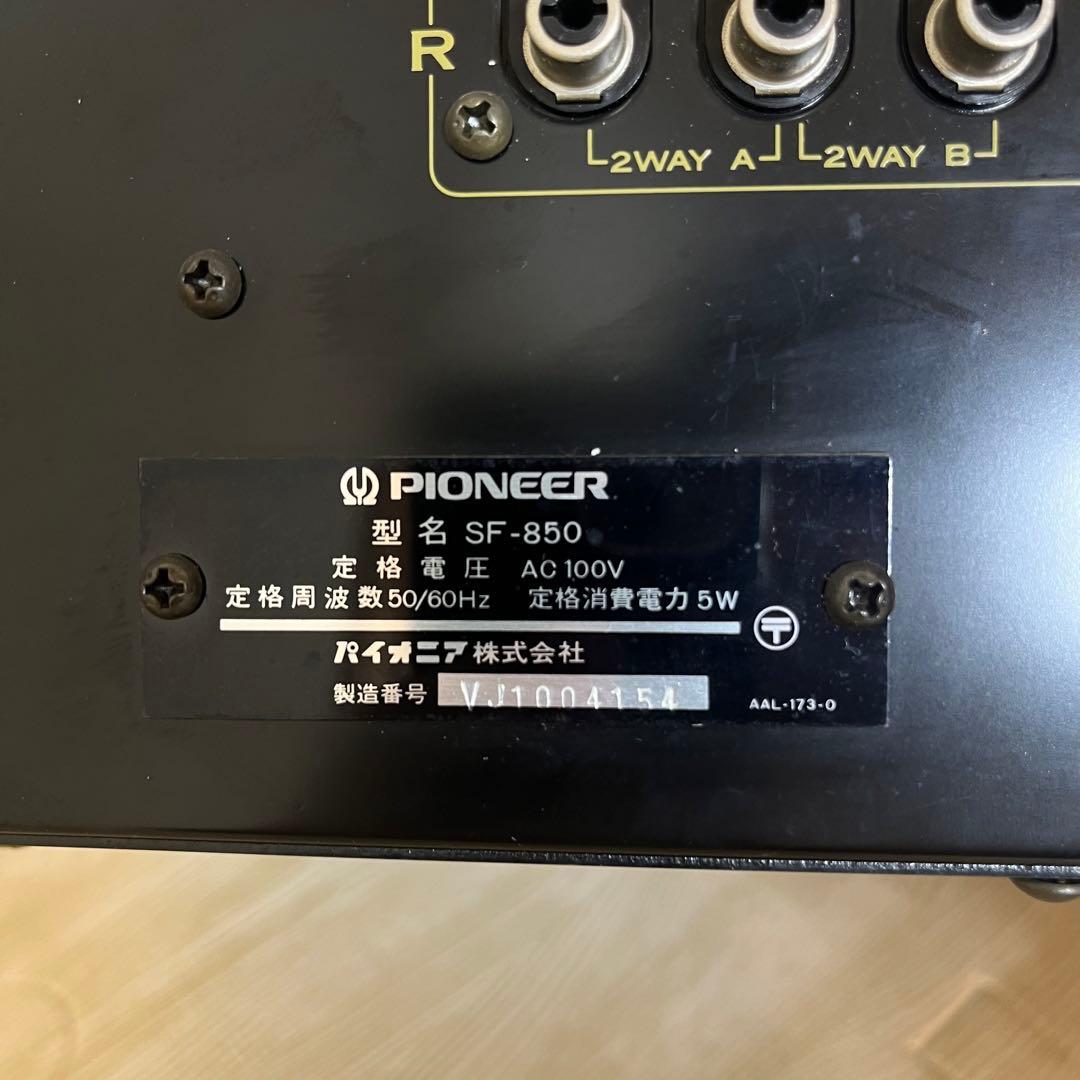 R
2WAY A 2WAY B
PIONEER
型名 SF-850
定格電圧 AC100V
定格周波数50/60Hz 定格消費電力5W
パイオニア株式会社
製造番号 VJ1004154
AAL-173-0